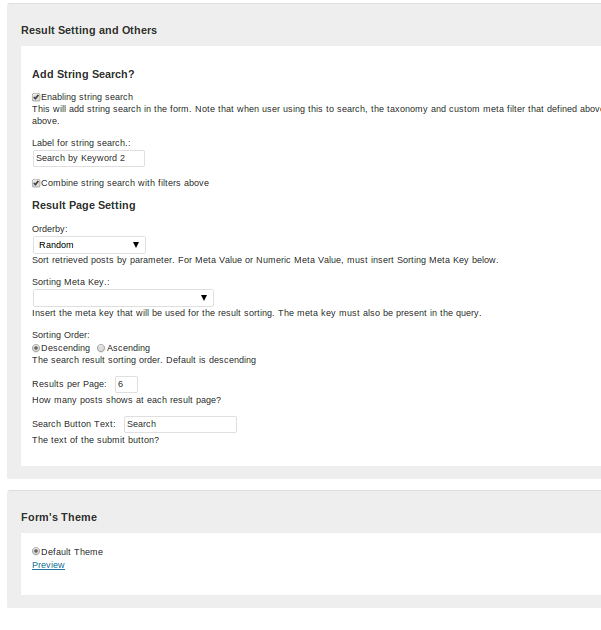 Result Setting and Others
Add String Search?
Enabling string search
This will add string search in the form. Note that when user using this to search, the taxonomy and custom meta filter that defined above
above.
Label for string search.:
Search by Keyword 2
Combine string search with filters above
Result Page Setting
Orderby:
Random
Sort retrieved posts by parameter. For Meta Value or Numeric Meta Value, must insert Sorting Meta Key below.
Sorting Meta Key.:
Insert the meta key that will be used for the result sorting. The meta key must also be present in the query.
Sorting Order:
Descending Ascending
The search result sorting order. Default is descending
Results per Page: 6
How many posts shows at each result page?
Search Button Text: Search
The text of the submit button?
Form's Theme
Default Theme
Preview